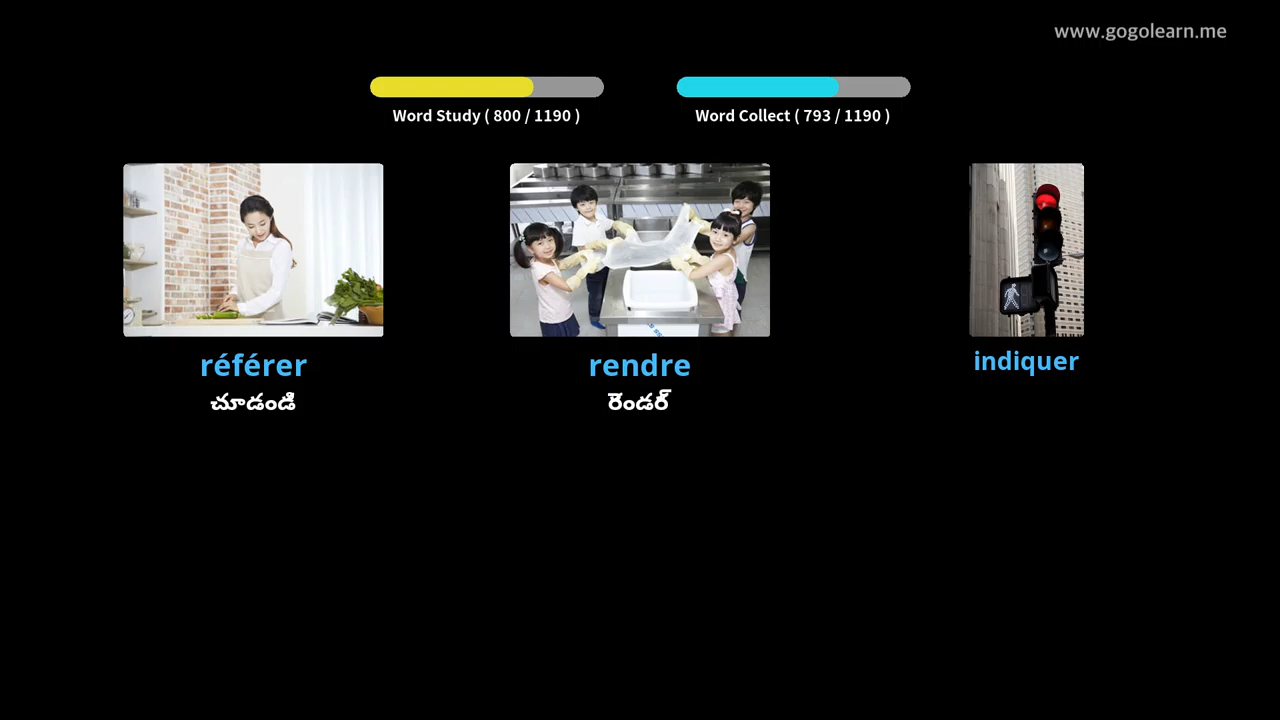 www.gogolearn.me
Word Study ( 800 / 1190 )
Word Collect ( 793 / 1190 )
référer
చూడండి
rendre
రెండర్
indiquer